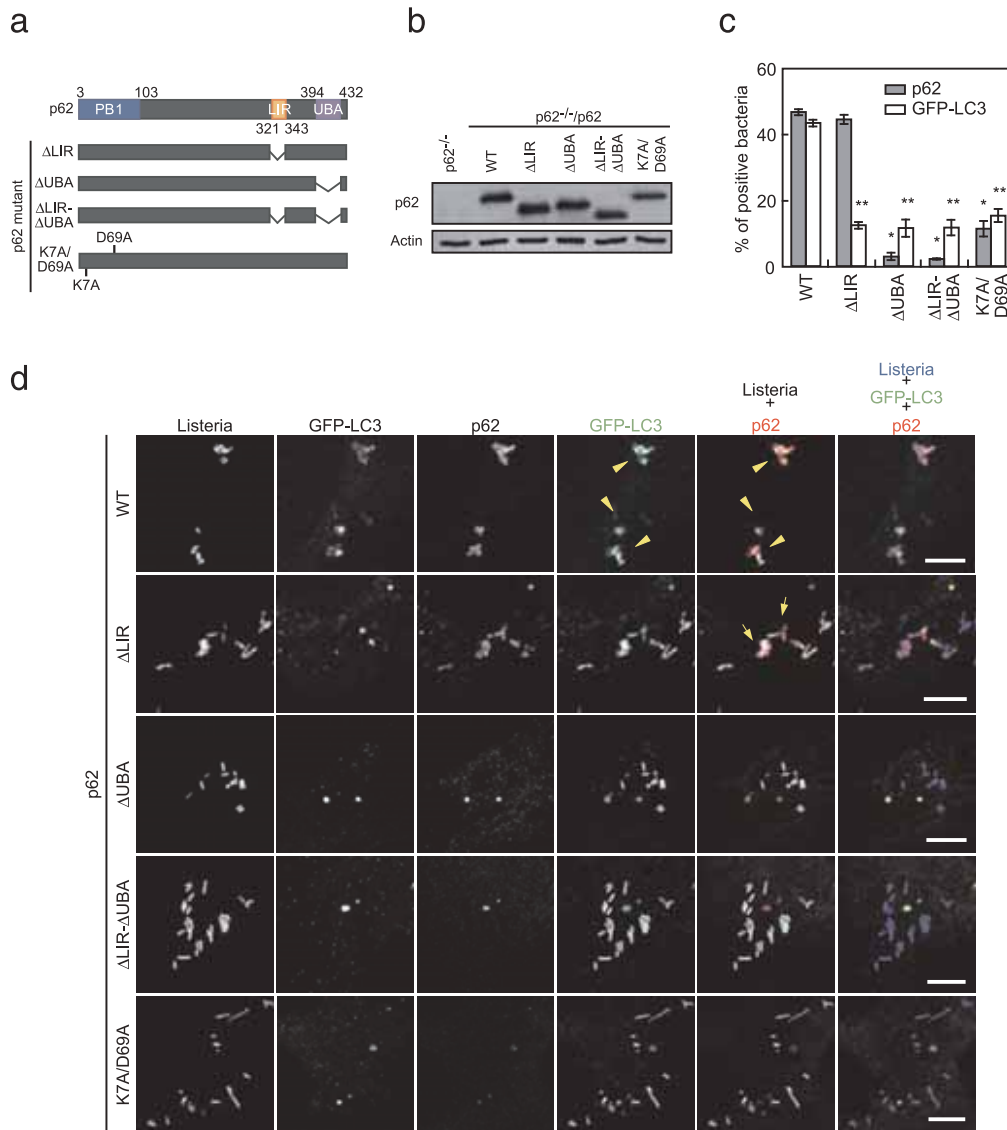 a
3 103 394 432
p62 PB1 LIR UBA
321 343
p62 mutant
ΔLIR
ΔUBA
ΔLIR-
ΔUBA
K7A/
D69A
D69A
K7A
b
p62-/-/p62
p62-/-
WT
ΔLIR
ΔUBA
ΔLIR-
ΔUBA
K7A/
D69A
p62
Actin
c
% of positive bacteria
60
40
20
0
p62
GFP-LC3
**
* **
* **
* **
WT
ΔLIR
ΔUBA
ΔLIR-
ΔUBA
K7A/
D69A
d
Listeria
GFP-LC3
p62
GFP-LC3
Listeria
+
p62
Listeria
+
GFP-LC3
+
p62
p62
WT
ΔLIR
ΔUBA
ΔLIR-ΔUBA
K7A/D69A